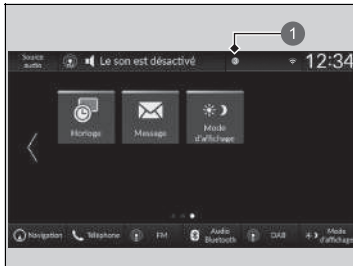 1
Source audio
Le son est désactivé
12:34
Horloge
Message
Mode d'affichage
Navigation
Téléphone
FM
Audio Bluetooth
DAB
Mode d'affichage